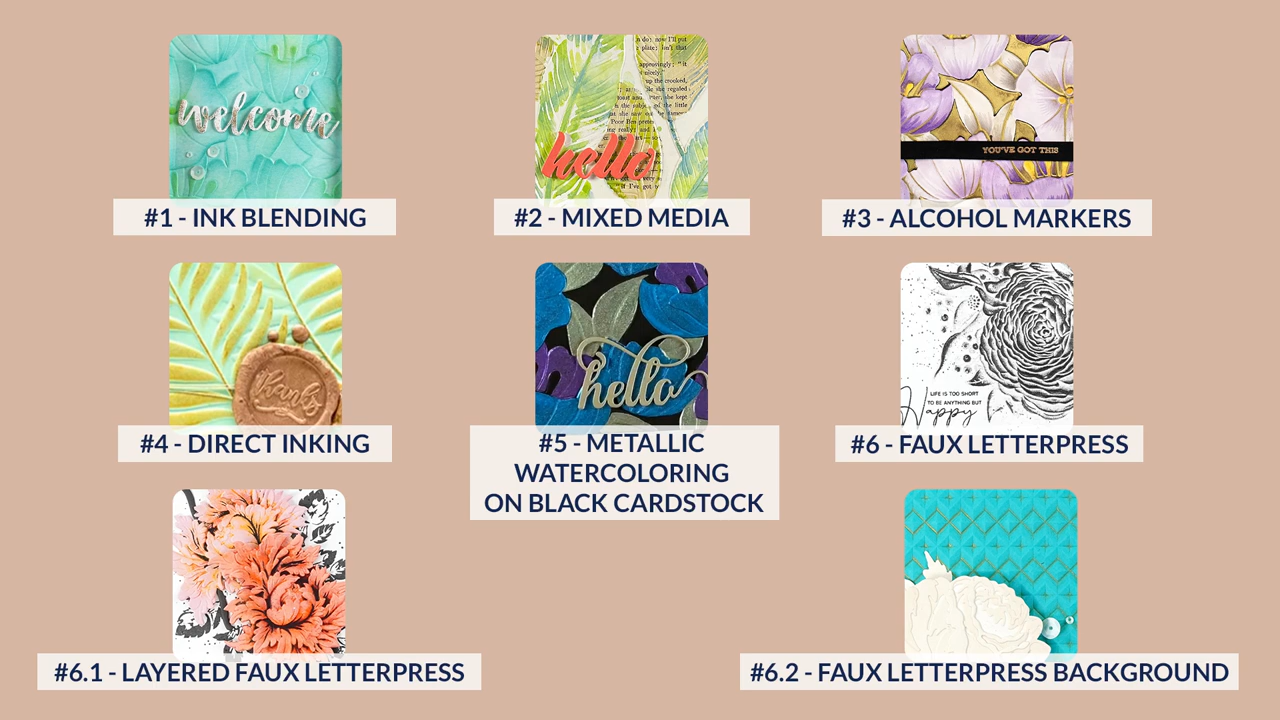 welcome
#1 - INK BLENDING
hello
#2 - MIXED MEDIA
YOU'VE GOT THIS
#3 - ALCOHOL MARKERS
thanks
#4 - DIRECT INKING
hello
#5 - METALLIC
WATERCOLORING
ON BLACK CARDSTOCK
LIFE IS TOO SHORT
TO BE ANYTHING BUT
Happy
#6 - FAUX LETTERPRESS
#6.1 - LAYERED FAUX LETTERPRESS
#6.2 - FAUX LETTERPRESS BACKGROUND